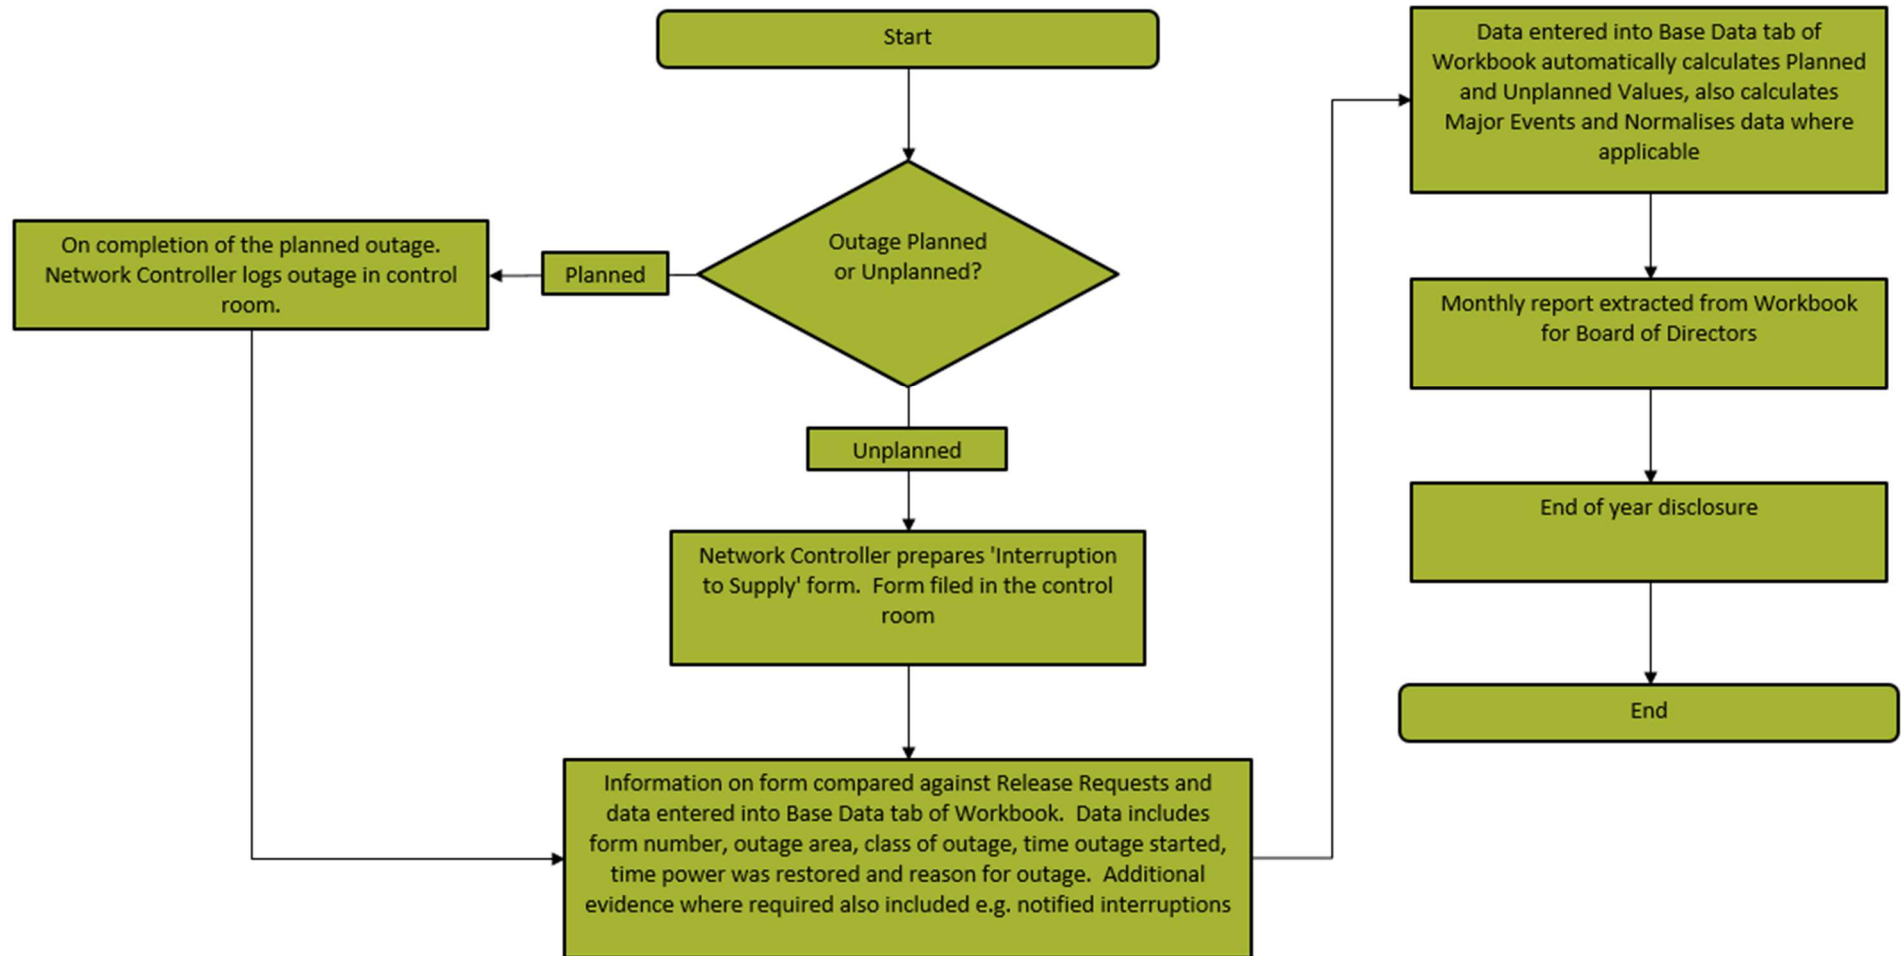 Start
Outage Planned
or Unplanned?
Planned
On completion of the planned outage.
Network Controller logs outage in control
room.
Unplanned
Network Controller prepares 'Interruption
to Supply' form.  Form filed in the control
room
Information on form compared against Release Requests and
data entered into Base Data tab of Workbook.  Data includes
form number, outage area, class of outage, time outage started,
time power was restored and reason for outage.  Additional
evidence where required also included e.g. notified interruptions
Data entered into Base Data tab of
Workbook automatically calculates Planned
and Unplanned Values, also calculates
Major Events and Normalises data where
applicable
Monthly report extracted from Workbook
for Board of Directors
End of year disclosure
End